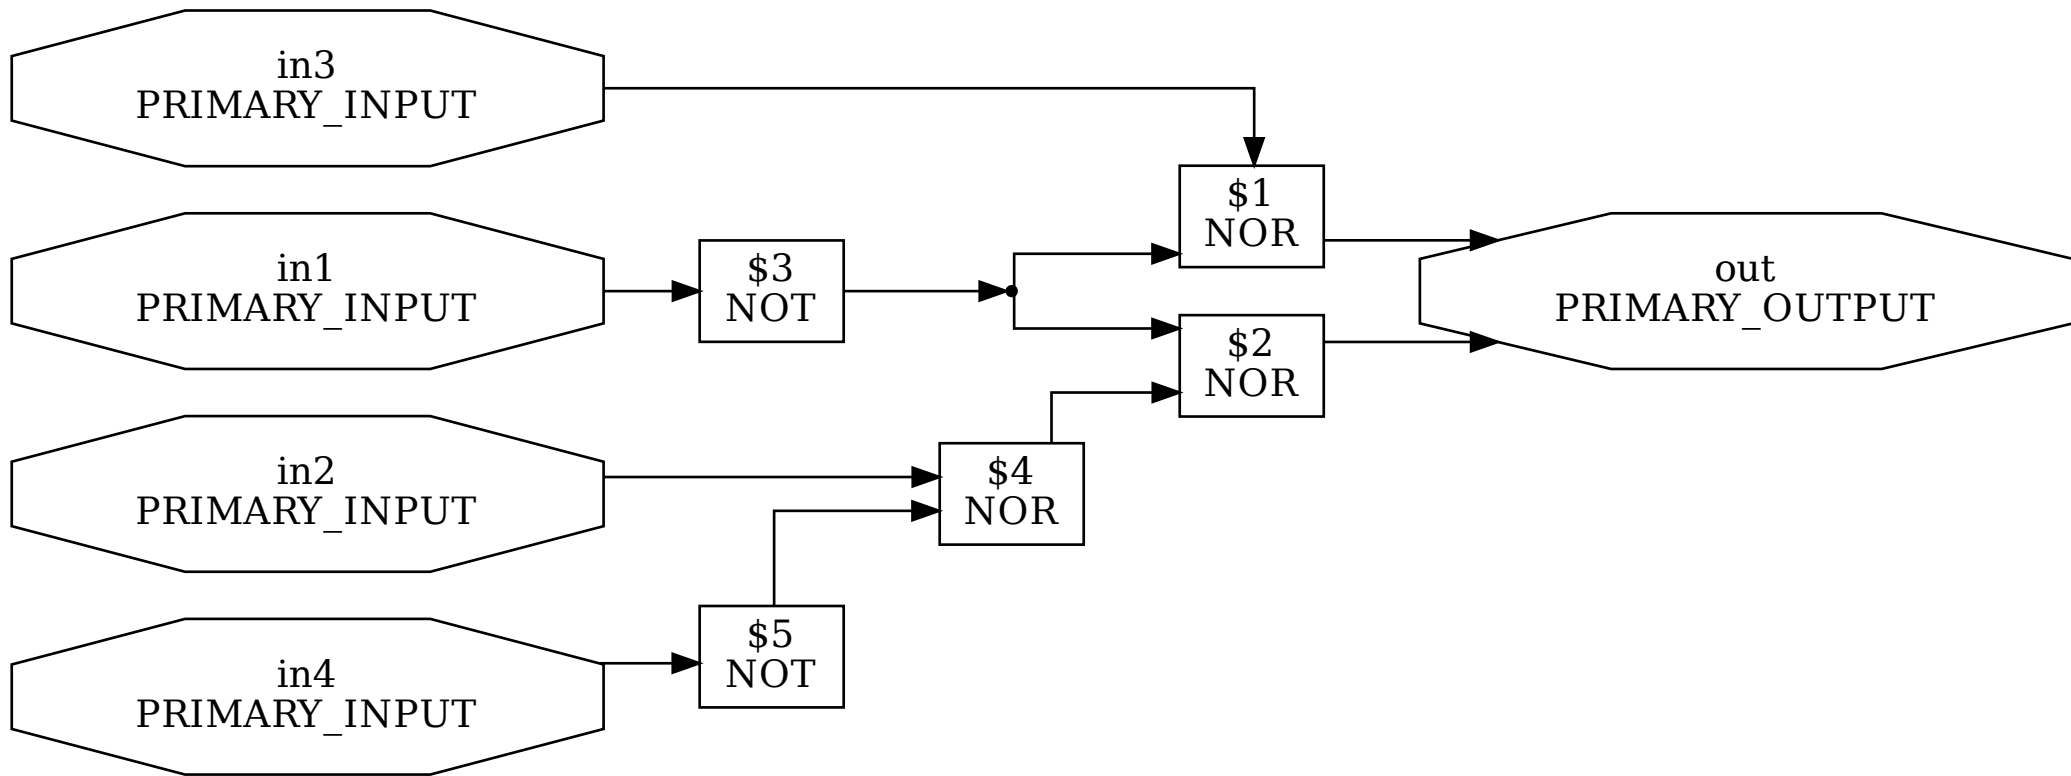 in3
PRIMARY_INPUT
$1
NOR
in1
PRIMARY_INPUT
$3
NOT
out
PRIMARY_OUTPUT
$2
NOR
in2
PRIMARY_INPUT
$4
NOR
$5
NOT
in4
PRIMARY_INPUT